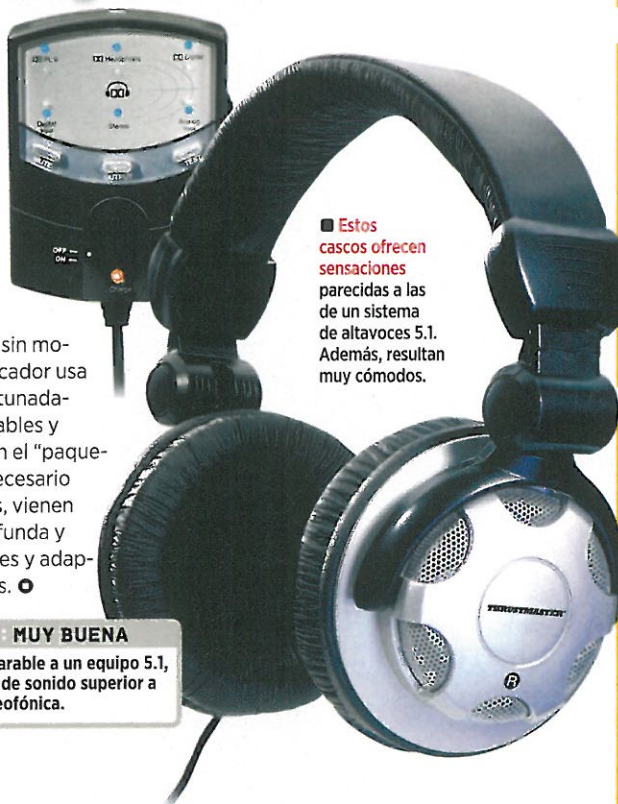 Headphone
Stereo
OFF
ON
■ Estos
cascos ofrecen
sensaciones
parecidas a las
de un sistema
de altavoces 5.1.
Además, resultan
muy cómodos.
sin mo-
cador usa
tunada-
ables y
n el "paque-
ecesario
s, vienen
funda y
es y adap-
s.
MUY BUENA
arable a un equipo 5.1,
de sonido superior a
eofónica.
THRUSTMASTER
R